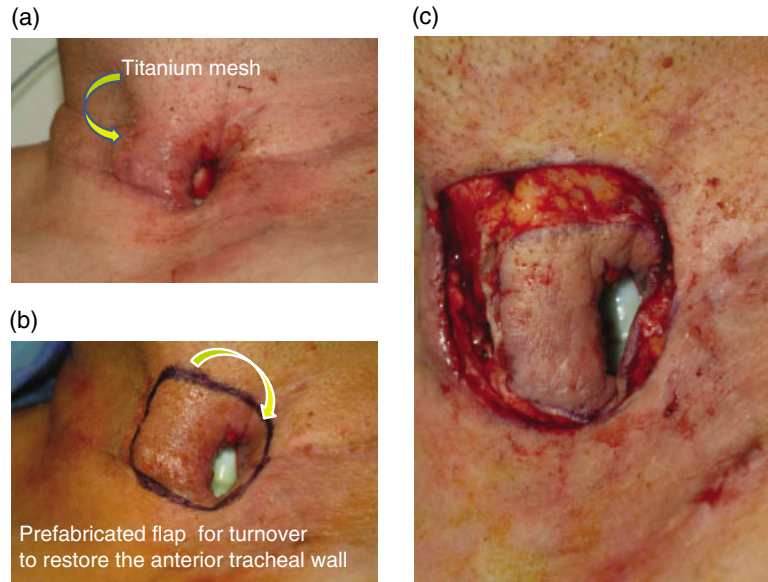 (a)
Titanium mesh
(b)
Prefabricated flap for turnover
to restore the anterior tracheal wall
(c)